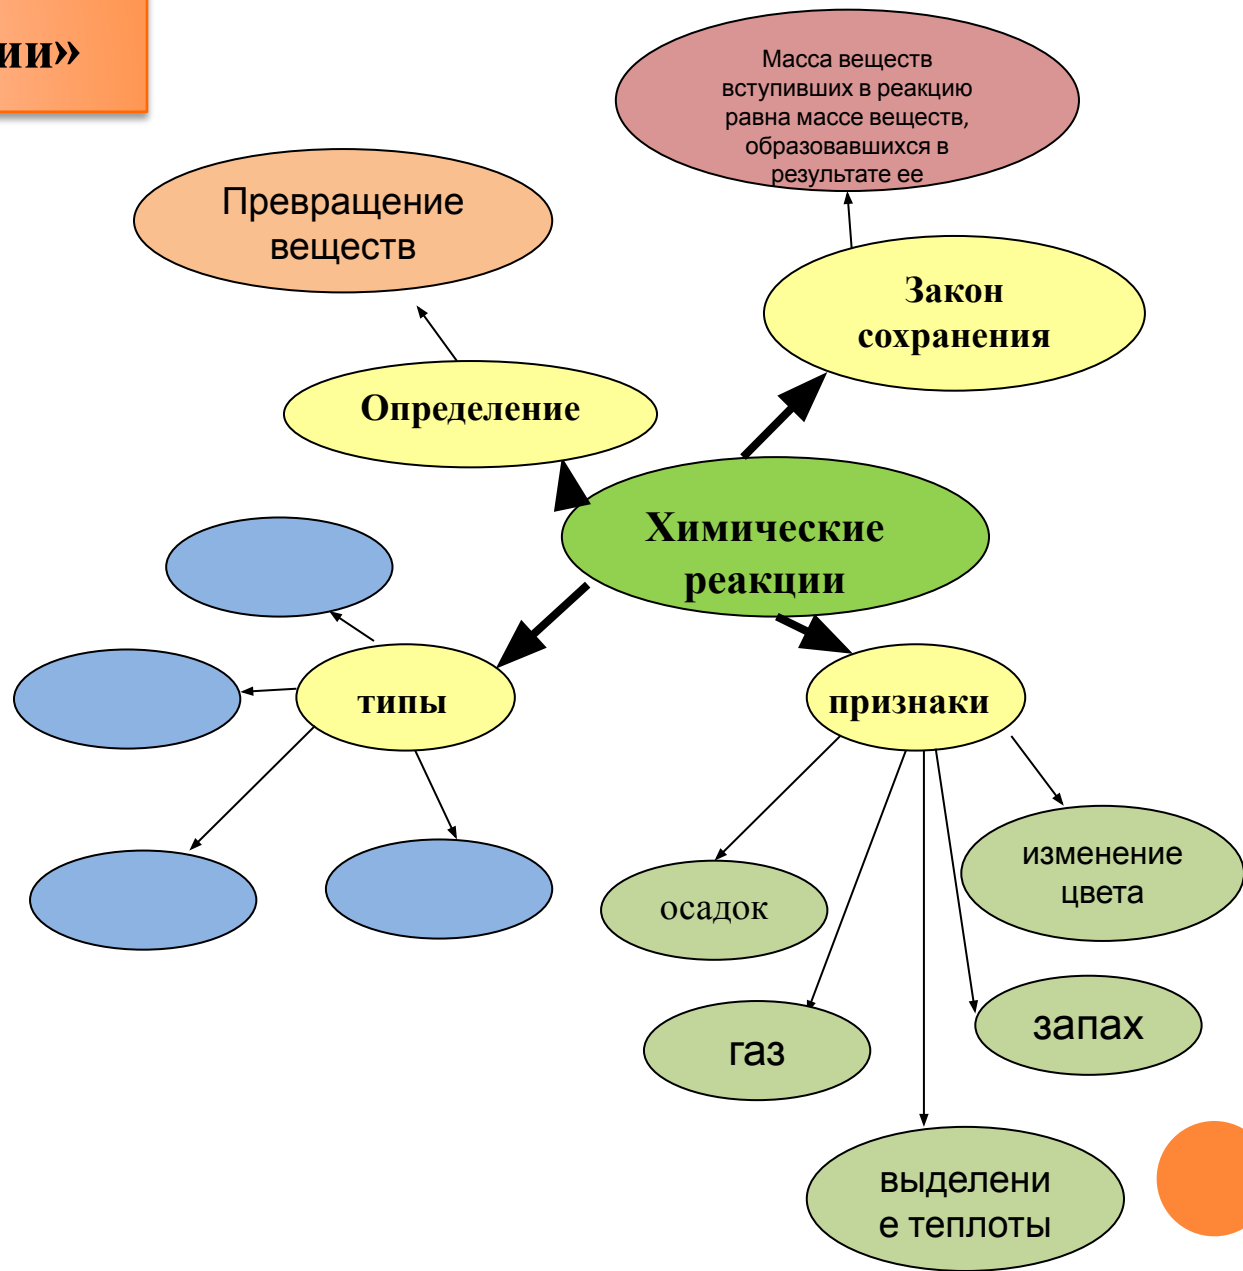 ии»
Масса веществ
вступивших в реакцию
равна массе веществ,
образовавшихся в
результате ее
Превращение
веществ
Закон
сохранения
Определение
Химические
реакции
типы
признаки
изменение
цвета
осадок
запах
газ
выделени
е теплоты